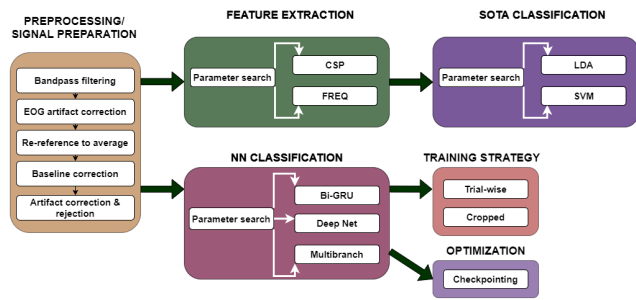 PREPROCESSING/
SIGNAL PREPARATION
Bandpass filtering
EOG artifact correction
Re-reference to average
Baseline correction
Artifact correction &
rejection
FEATURE EXTRACTION
Parameter search
CSP
FREQ
SOTA CLASSIFICATION
Parameter search
LDA
SVM
NN CLASSIFICATION
Parameter search
Bi-GRU
Deep Net
Multibranch
TRAINING STRATEGY
Trial-wise
Cropped
OPTIMIZATION
Checkpointing